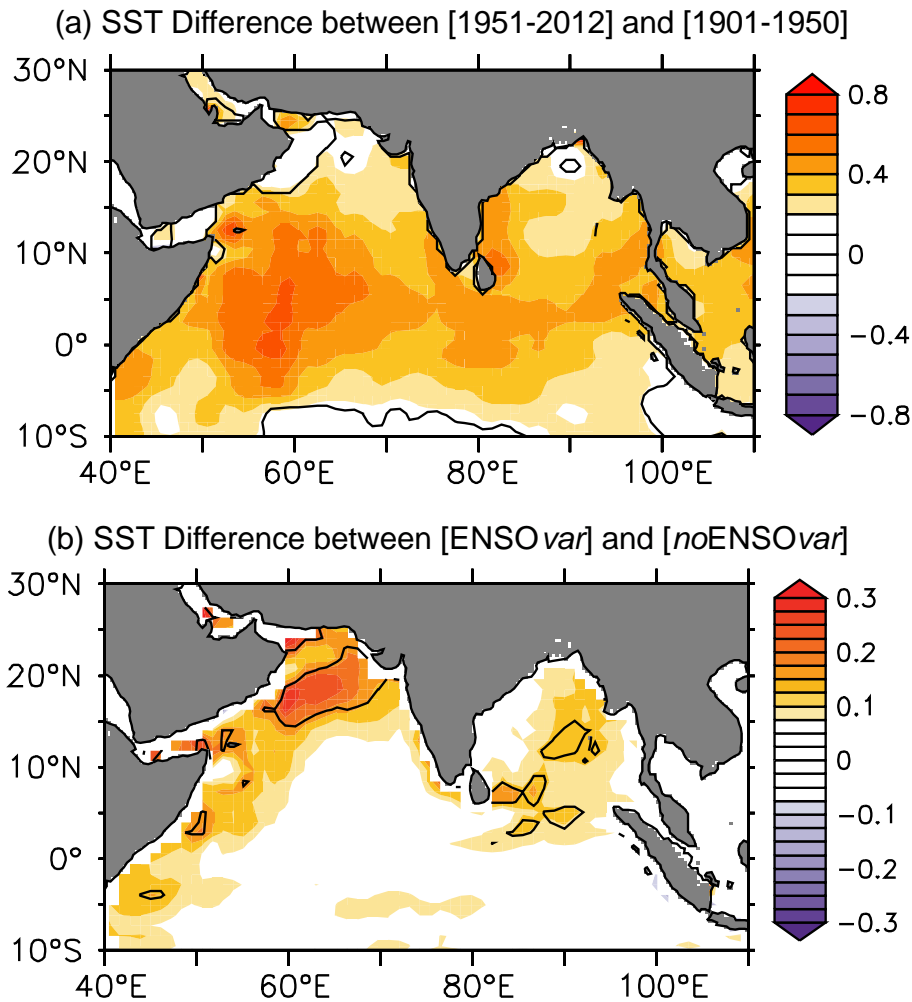 (a) SST Difference between [1951-2012] and [1901-1950]
30°N
20°N
10°N
0°
10°S
40°E
60°E
80°E
100°E
0.8
0.4
0
−0.4
−0.8
(b) SST Difference between [ENSOvar] and [noENSOvar]
30°N
20°N
10°N
0°
10°S
40°E
60°E
80°E
100°E
0.3
0.2
0.1
0
−0.1
−0.2
−0.3